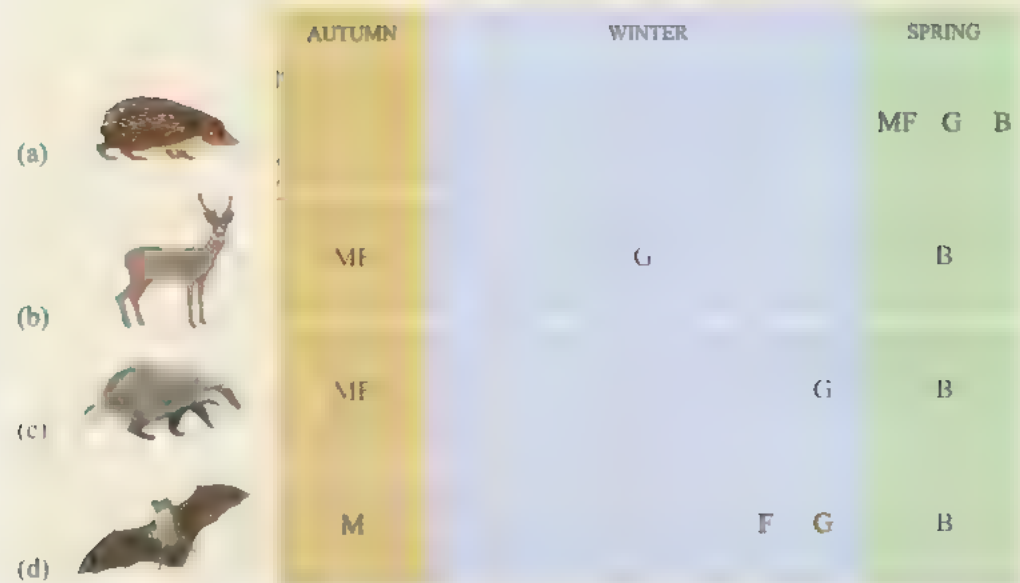 AUTUMN WINTER SPRING
(a) MF G B
(b) MF G B
(c) MF G B
(d) M F G B